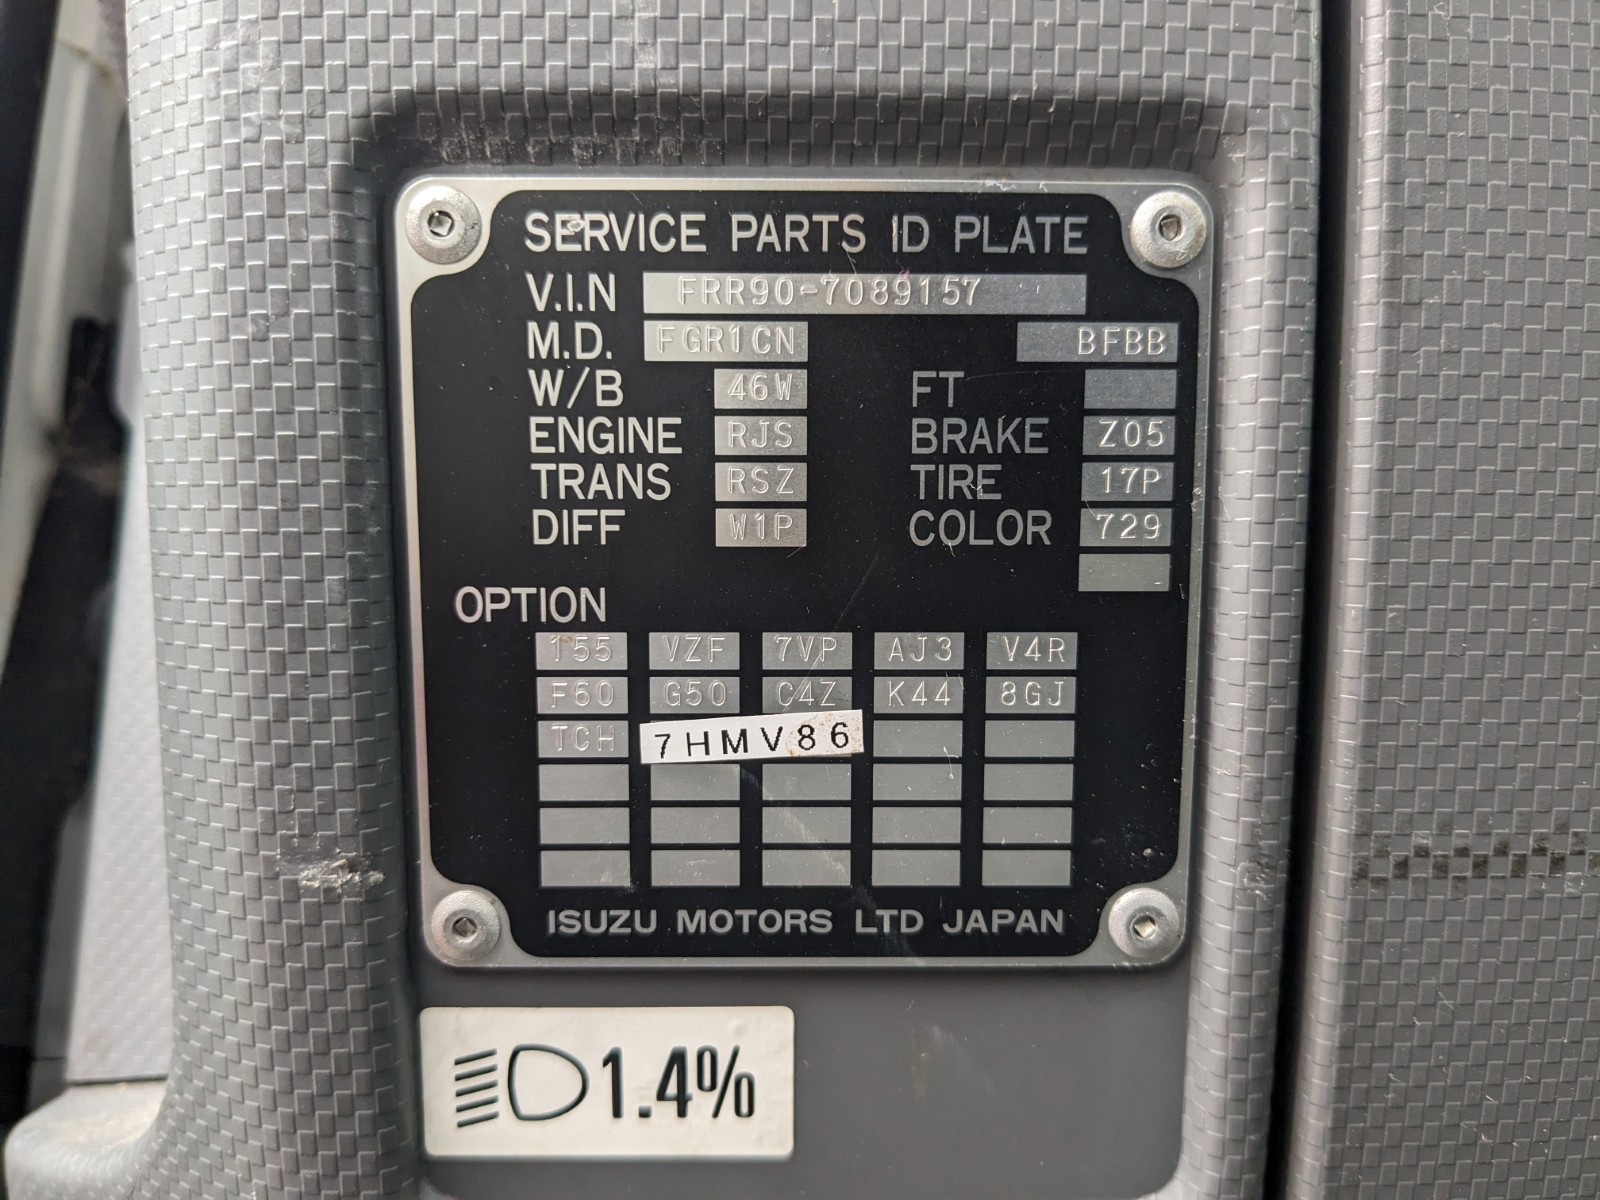 SERVICE PARTS ID PLATE
V.I.N FRR90-7089157
M.D. FGR1CN BFBB
W/B 46W FT
ENGINE RJS BRAKE Z05
TRANS RSZ TIRE 17P
DIFF W1P COLOR 729
OPTION
155 VZF 7VP AJ3 V4R
F60 G50 C4Z K44 8GJ
TCH 7HMV86
ISUZU MOTORS LTD JAPAN
1.4%